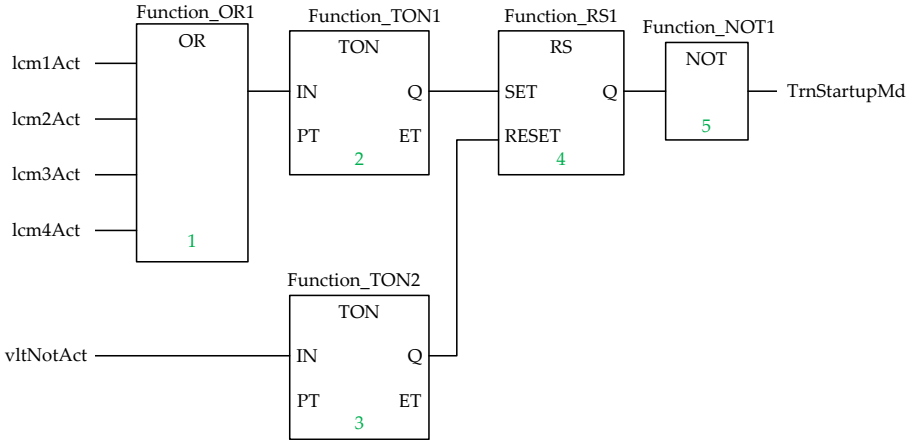 Function_OR1
OR
lcm1Act
lcm2Act
lcm3Act
lcm4Act
1
Function_TON1
TON
IN Q
PT ET
2
Function_RS1
RS
SET Q
RESET
4
Function_NOT1
NOT
5
TrnStartupMd
Function_TON2
TON
vltNotAct
IN Q
PT ET
3